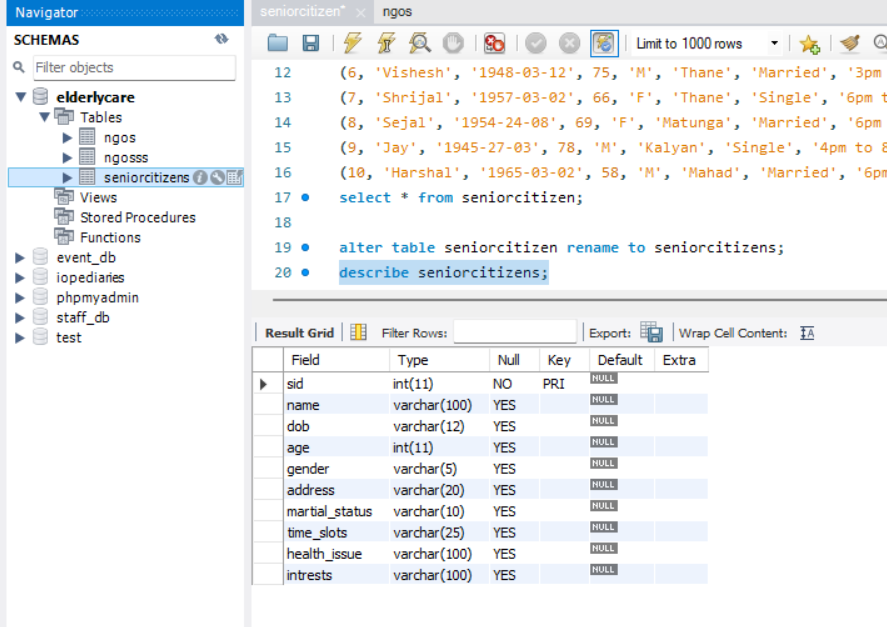 Navigator
SCHEMAS
Filter objects
elderlycare
Tables
ngos
ngosss
seniorcitizens
Views
Stored Procedures
Functions
event_db
iopediaries
phpmyadmin
staff_db
test
seniorcitizen* ngos
Limit to 1000 rows
12 (6, 'Vishesh', '1948-03-12', 75, 'M', 'Thane', 'Married', '3pm
13 (7, 'Shrijal', '1957-03-02', 66, 'F', 'Thane', 'Single', '6pm t
14 (8, 'Sejal', '1954-24-08', 69, 'F', 'Matunga', 'Married', '6pm
15 (9, 'Jay', '1945-27-03', 78, 'M', 'Kalyan', 'Single', '4pm to 8
16 (10, 'Harshal', '1965-03-02', 58, 'M', 'Mahad', 'Married', '6pm
17 select * from seniorcitizen;
18
19 alter table seniorcitizen rename to seniorcitizens;
20 describe seniorcitizens;
Result Grid Filter Rows: Export: Wrap Cell Content:
Field Type Null Key Default Extra
sid int(11) NO PRI NULL
name varchar(100) YES NULL
dob varchar(12) YES NULL
age int(11) YES NULL
gender varchar(5) YES NULL
address varchar(20) YES NULL
martial_status varchar(10) YES NULL
time_slots varchar(25) YES NULL
health_issue varchar(100) YES NULL
intrests varchar(100) YES NULL